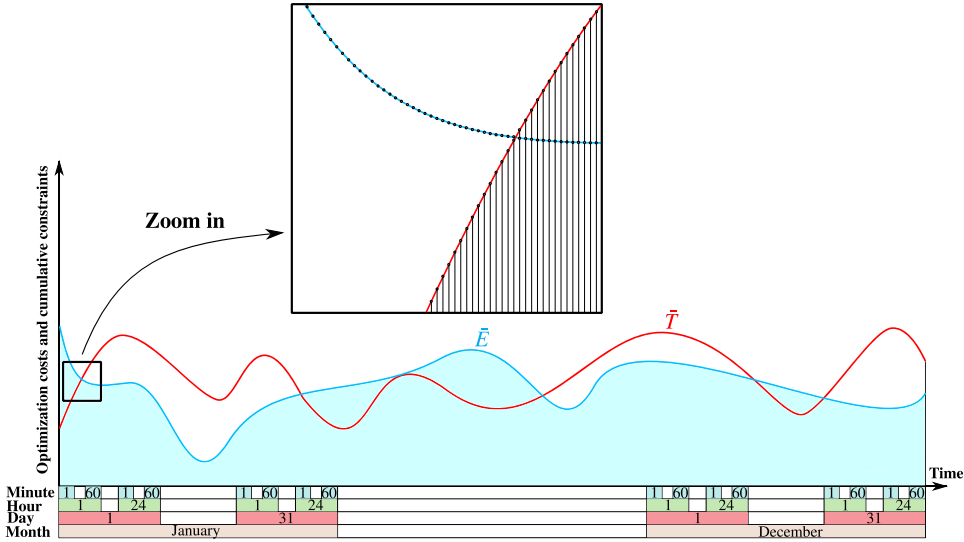 Optimization costs and cumulative constraints
Zoom in
Ē
T̄
Time
Minute 1 60 1 60 1 60 1 60 1 60 1 60 1 60 1 60
Hour 1 24 1 24 1 24 1 24
Day 1 31 1 31
Month January December